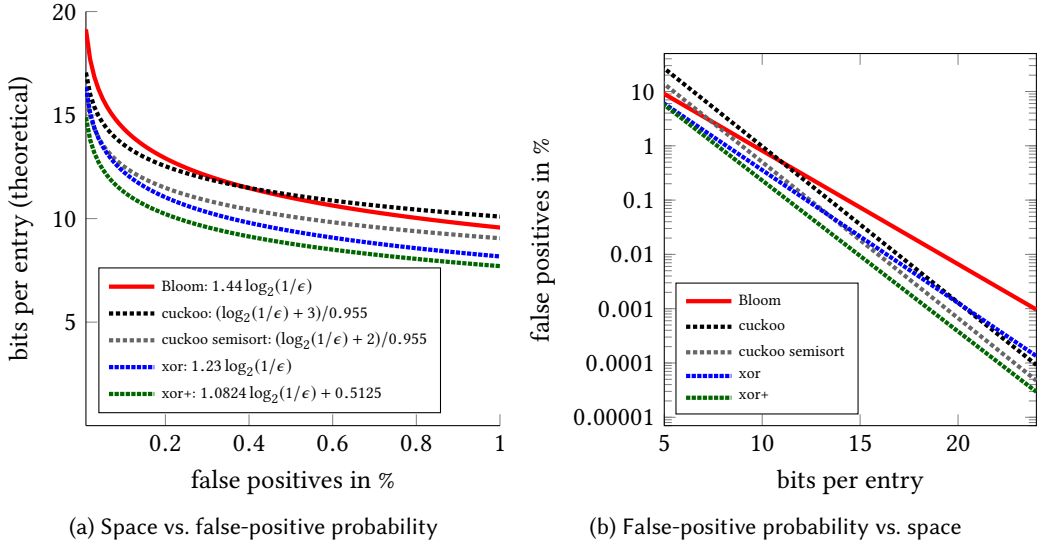 20
15
10
5
bits per entry (theoretical)
Bloom: 1.44 log₂(1/ϵ)
cuckoo: (log₂(1/ϵ) + 3)/0.955
cuckoo semisort: (log₂(1/ϵ) + 2)/0.955
xor: 1.23 log₂(1/ϵ)
xor+: 1.0824 log₂(1/ϵ) + 0.5125
0.2 0.4 0.6 0.8 1
false positives in %
(a) Space vs. false-positive probability
10
1
0.1
0.01
0.001
0.0001
0.00001
false positives in %
Bloom
cuckoo
cuckoo semisort
xor
xor+
5 10 15 20
bits per entry
(b) False-positive probability vs. space